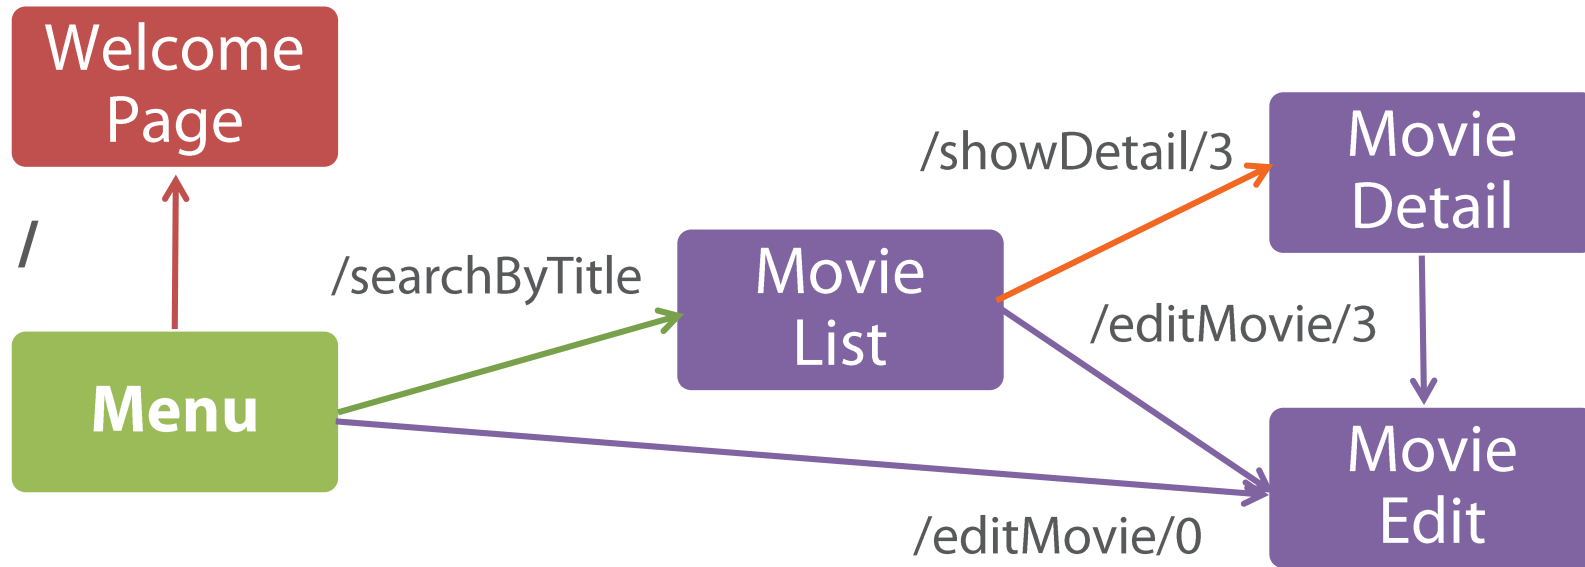 Welcome
Page
/
Menu
/searchByTitle
Movie
List
/showDetail/3
Movie
Detail
/editMovie/3
Movie
Edit
/editMovie/0